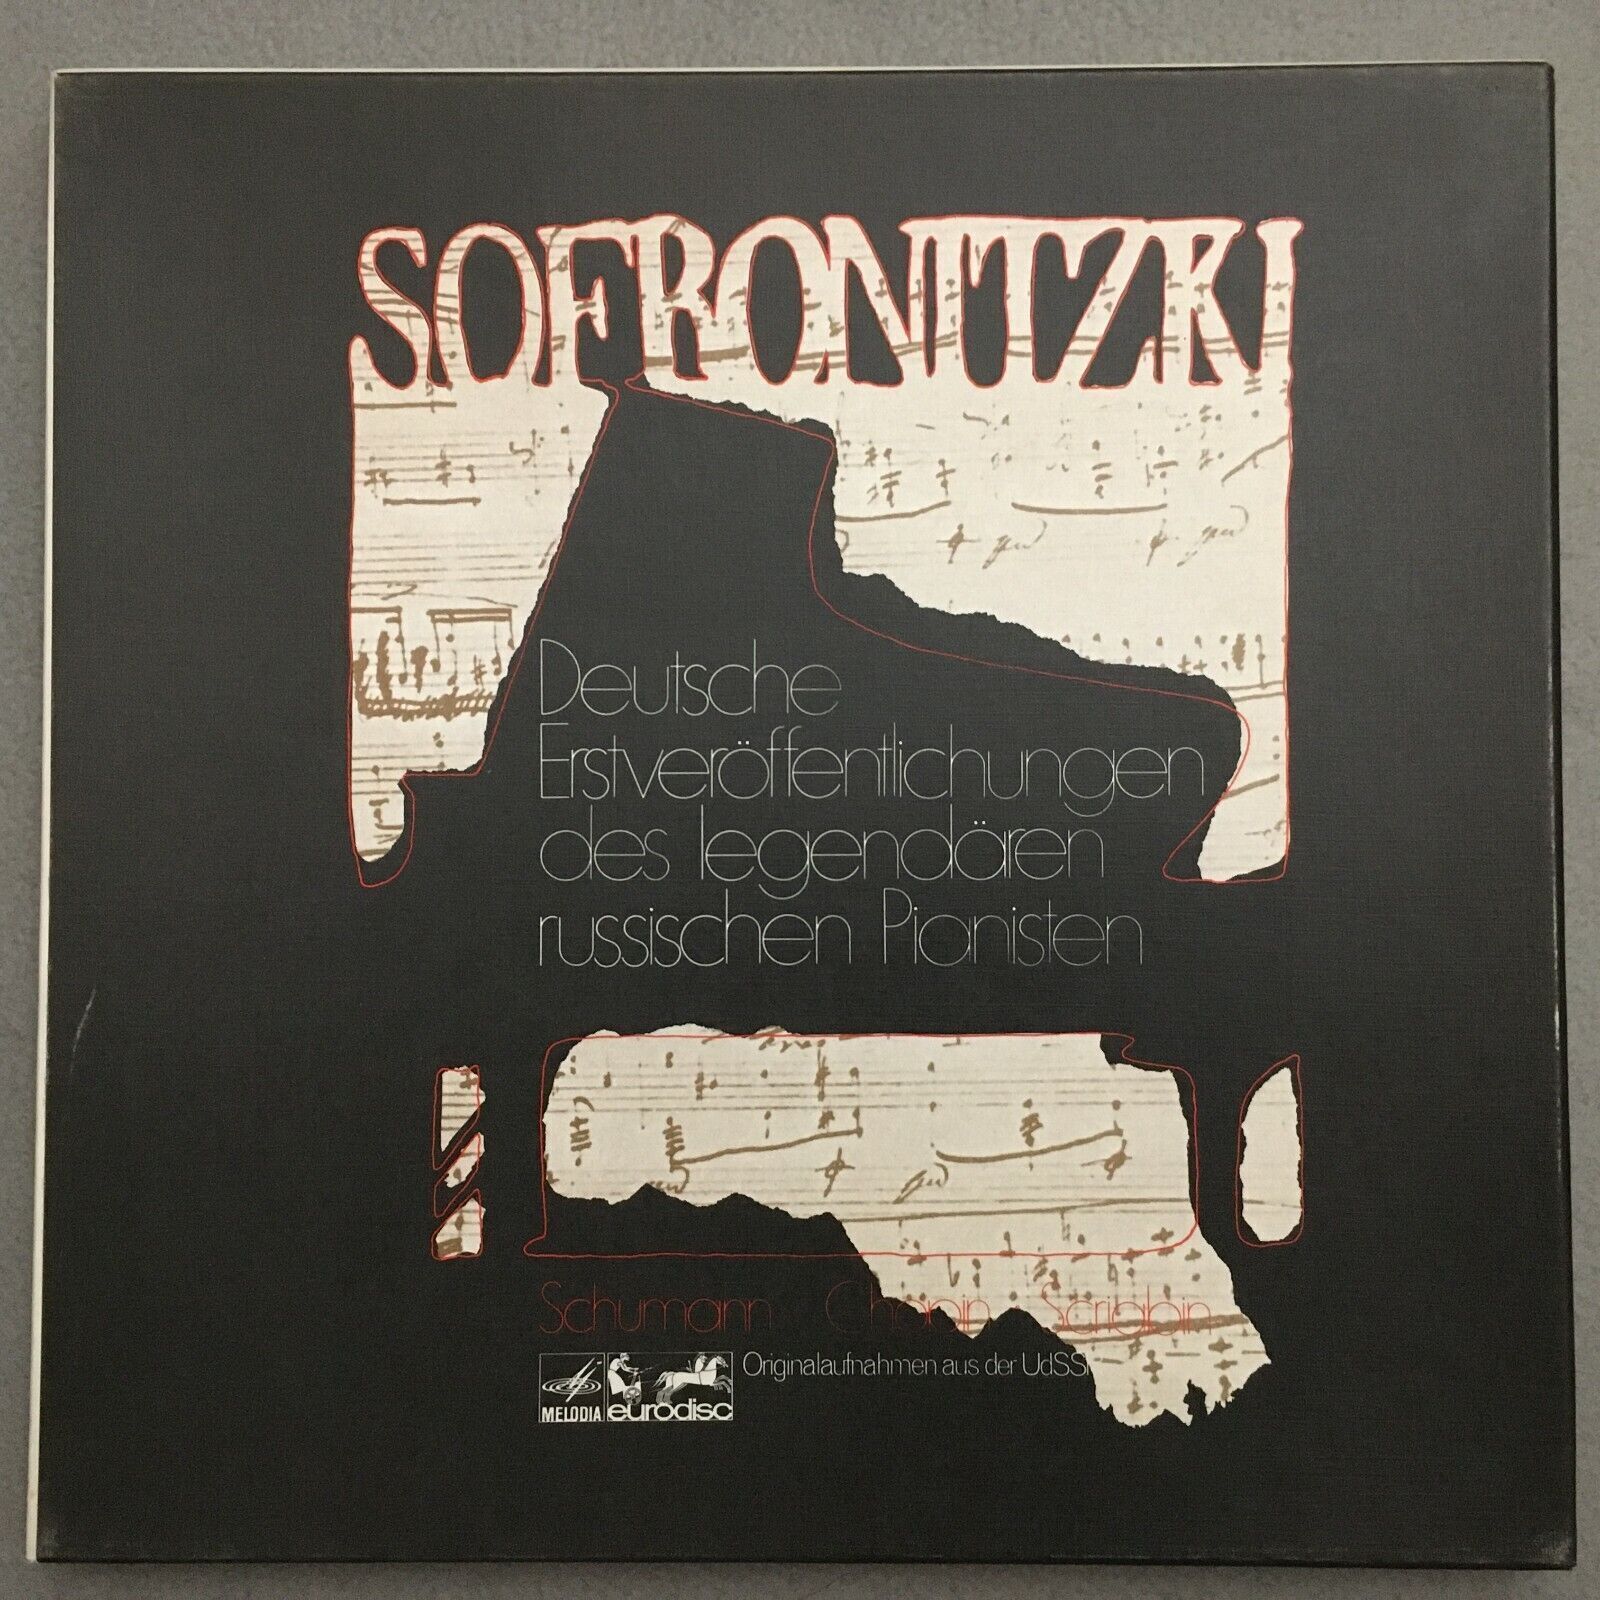 SOFRONITZKI
Deutsche
Erstveröffentlichungen
des legendären
russischen Pianisten
Schumann Chopin Scriabin
MELODIA eurodisc Originalaufnahmen aus der UdSSR